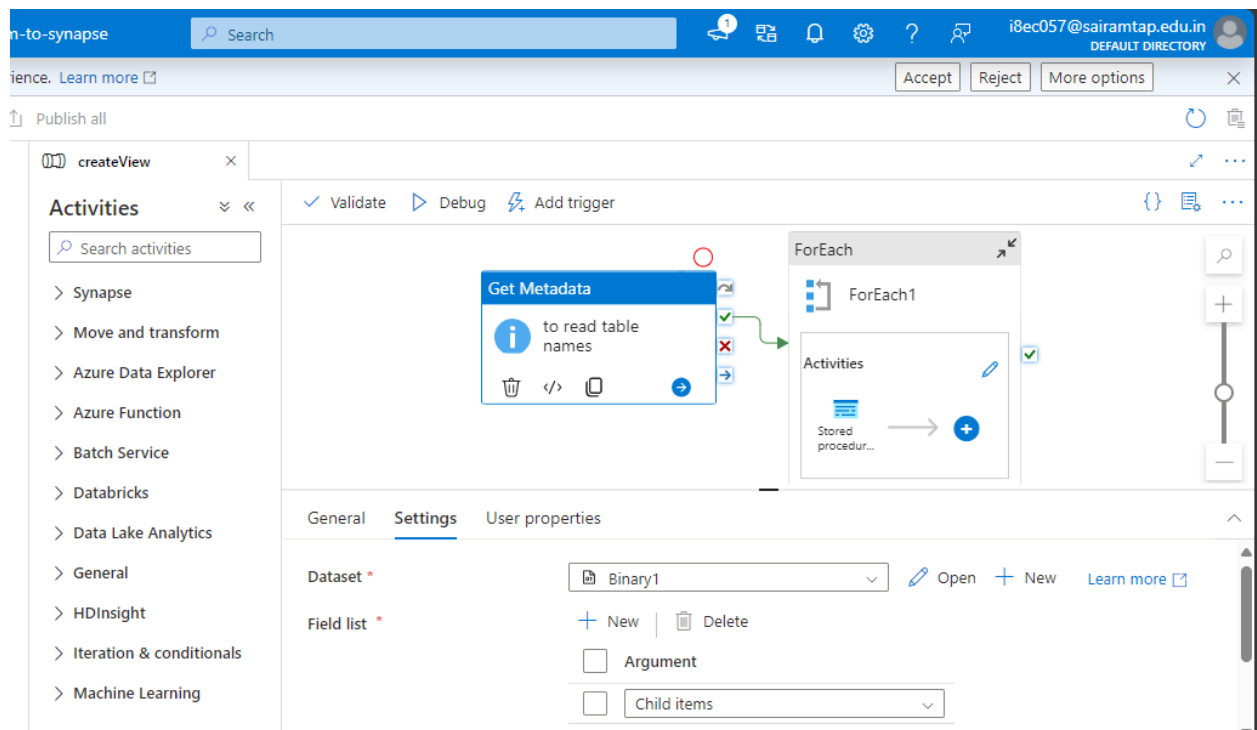 m-to-synapse
Search
1
i8ec057@sairamtap.edu.in
DEFAULT DIRECTORY
rience. Learn more
Accept
Reject
More options
Publish all
createView
Activities
Search activities
Synapse
Move and transform
Azure Data Explorer
Azure Function
Batch Service
Databricks
Data Lake Analytics
General
HDInsight
Iteration & conditionals
Machine Learning
Validate
Debug
Add trigger
Get Metadata
to read table
names
ForEach
ForEach1
Activities
Stored
procedur...
General
Settings
User properties
Dataset *
Binary1
Open
New
Learn more
Field list *
New
Delete
Argument
Child items